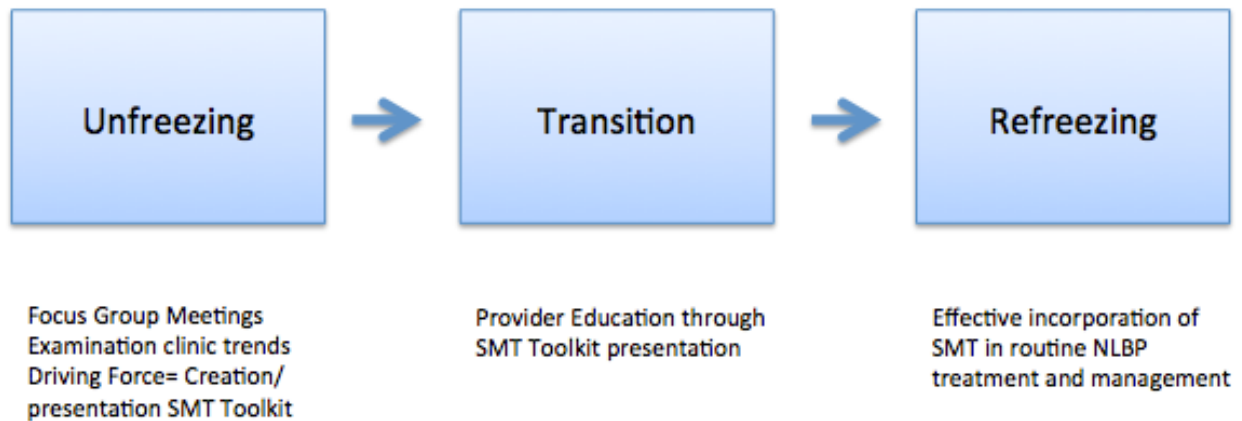 Unfreezing
Transition
Refreezing
Focus Group Meetings
Examination clinic trends
Driving Force= Creation/
presentation SMT Toolkit
Provider Education through
SMT Toolkit presentation
Effective incorporation of
SMT in routine NLBP
treatment and management